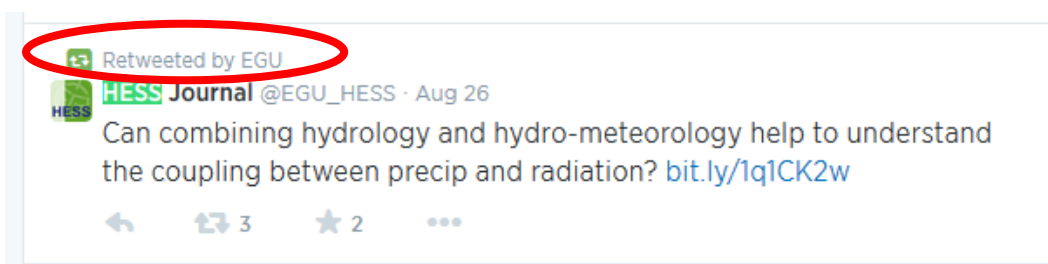 Retweeted by EGU
HESS Journal @EGU_HESS · Aug 26
HESS
Can combining hydrology and hydro-meteorology help to understand
the coupling between precip and radiation? bit.ly/1q1CK2w
3 2